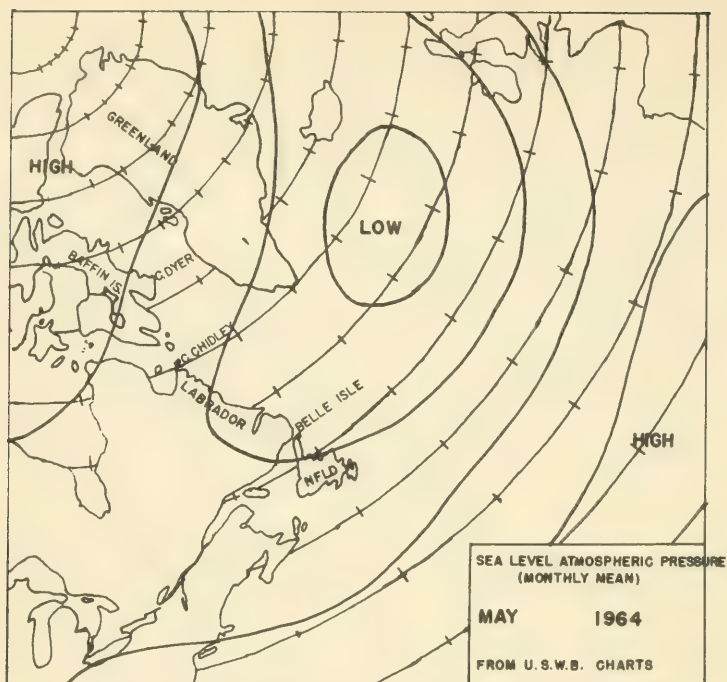 GREENLAND
HIGH
LOW
BAFFIN IS.
C. DYER
C. CHIDLEY
LABRADOR
BELLE ISLE
HIGH
NFLD
SEA LEVEL ATMOSPHERIC PRESSURE
(MONTHLY MEAN)
MAY 1964
FROM U.S.W.B. CHARTS